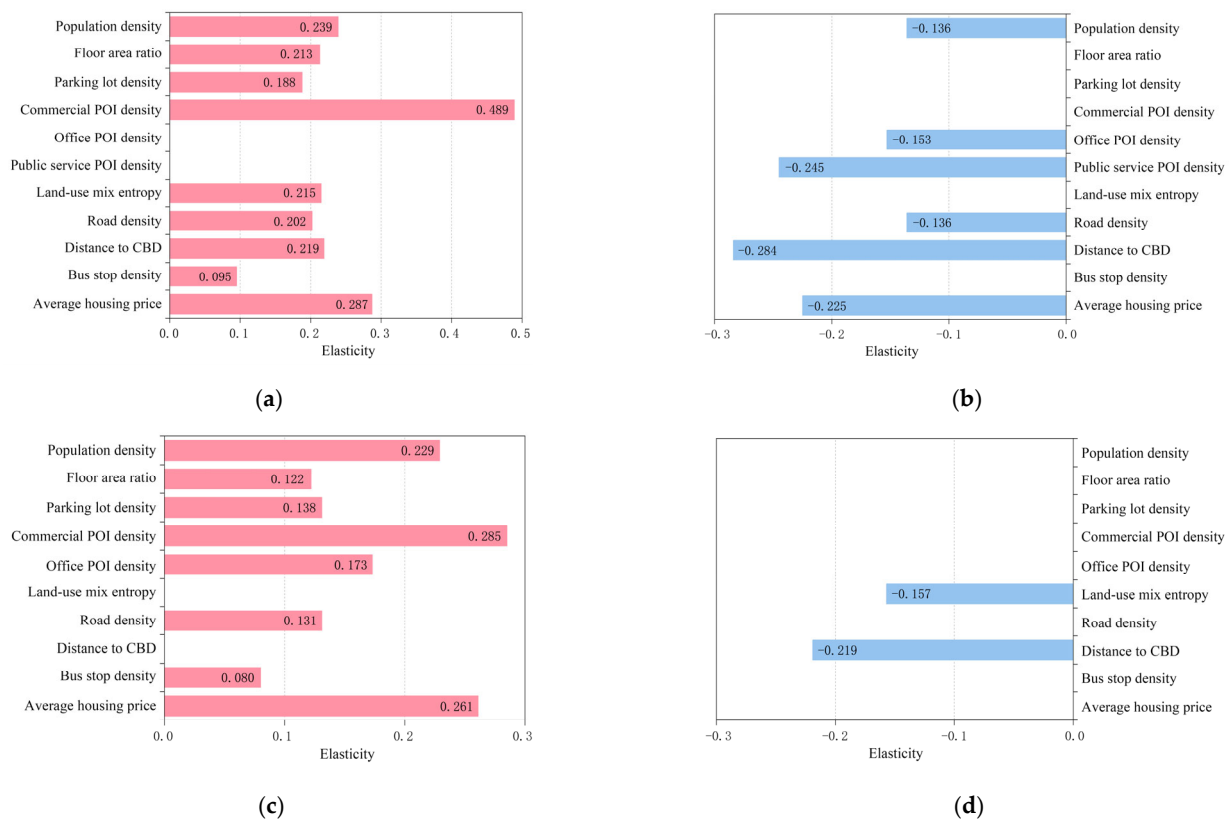 Population density
0.239
Floor area ratio
0.213
Parking lot density
0.188
Commercial POI density
0.489
Office POI density
Public service POI density
Land-use mix entropy
0.215
Road density
0.202
Distance to CBD
0.219
Bus stop density
0.095
Average housing price
0.287
0.0 0.1 0.2 0.3 0.4 0.5
Elasticity
(a)
−0.136
Population density
Floor area ratio
Parking lot density
Commercial POI density
−0.153
Office POI density
−0.245
Public service POI density
Land-use mix entropy
−0.136
Road density
−0.284
Distance to CBD
Bus stop density
−0.225
Average housing price
−0.3 −0.2 −0.1 0.0
Elasticity
(b)
Population density
0.229
Floor area ratio
0.122
Parking lot density
0.138
Commercial POI density
0.285
Office POI density
0.173
Land-use mix entropy
Road density
0.131
Distance to CBD
Bus stop density
0.080
Average housing price
0.261
0.0 0.1 0.2 0.3
Elasticity
(c)
Population density
Floor area ratio
Parking lot density
Commercial POI density
Office POI density
−0.157
Land-use mix entropy
Road density
−0.219
Distance to CBD
Bus stop density
Average housing price
−0.3 −0.2 −0.1 0.0
Elasticity
(d)